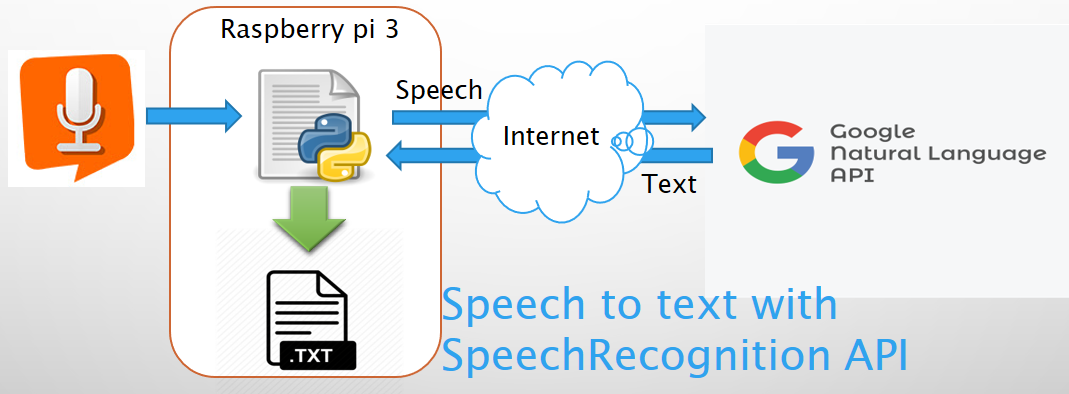 Raspberry pi 3
Speech
Internet
Google
Natural Language
API
Text
.TXT
Speech to text with
SpeechRecognition API